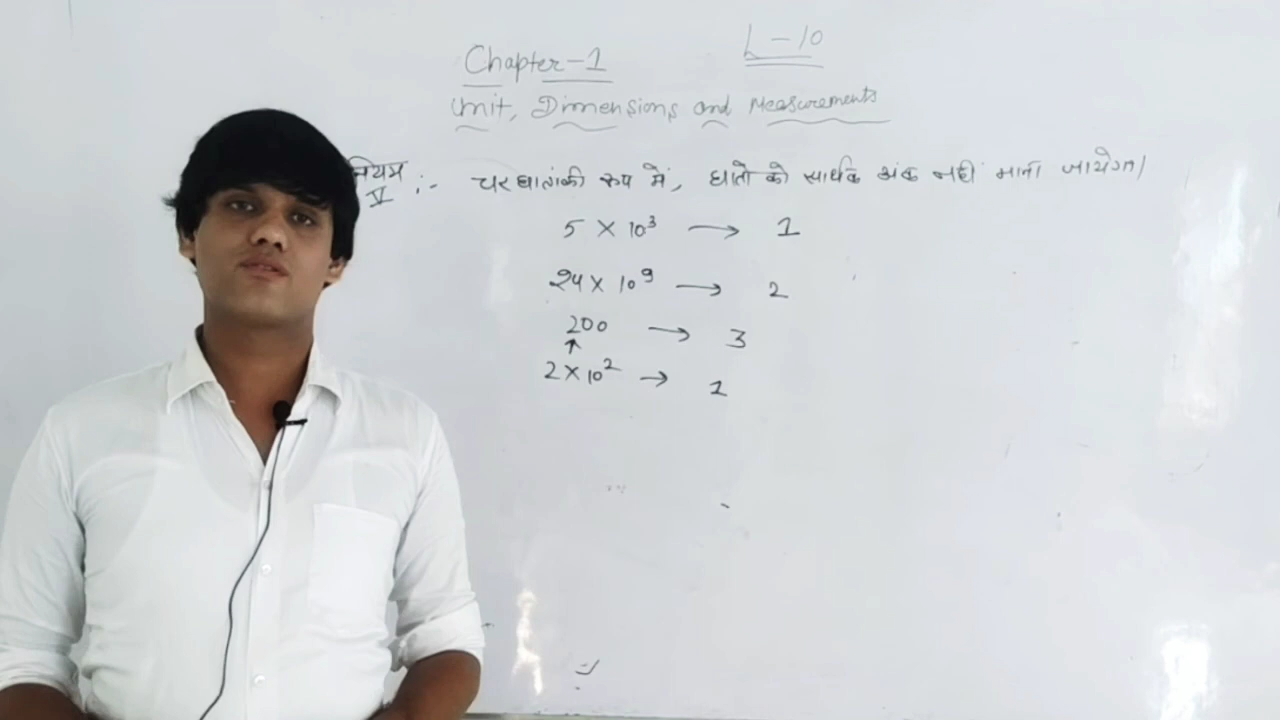 L-10
Chapter-1
Unit, Dimensions and Measurements
नियम V :- चर घातांकी रूप में, घातो को सार्थक अंक नहीं माना जायेगा।
5 × 10³ → 1
24 × 10⁹ → 2
200 → 3
↑
2 × 10² → 1